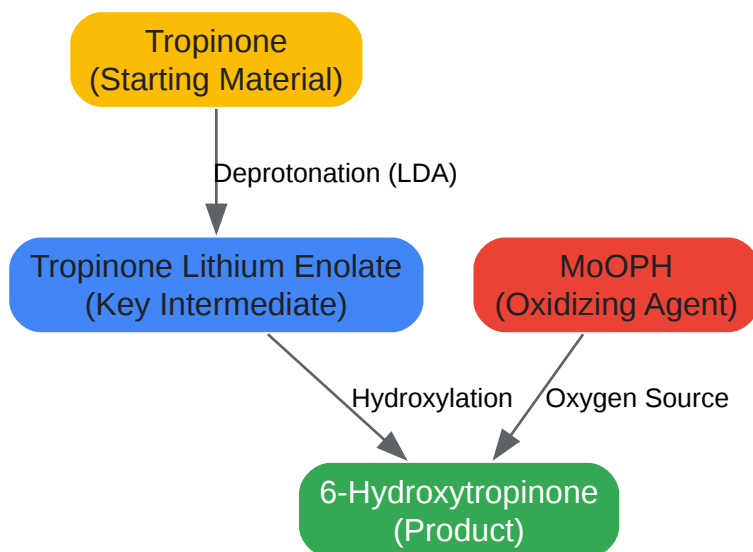 Tropinone
(Starting Material)
Deprotonation (LDA)
Tropinone Lithium Enolate
(Key Intermediate)
MoOPH
(Oxidizing Agent)
Hydroxylation
Oxygen Source
6-Hydroxytropinone
(Product)